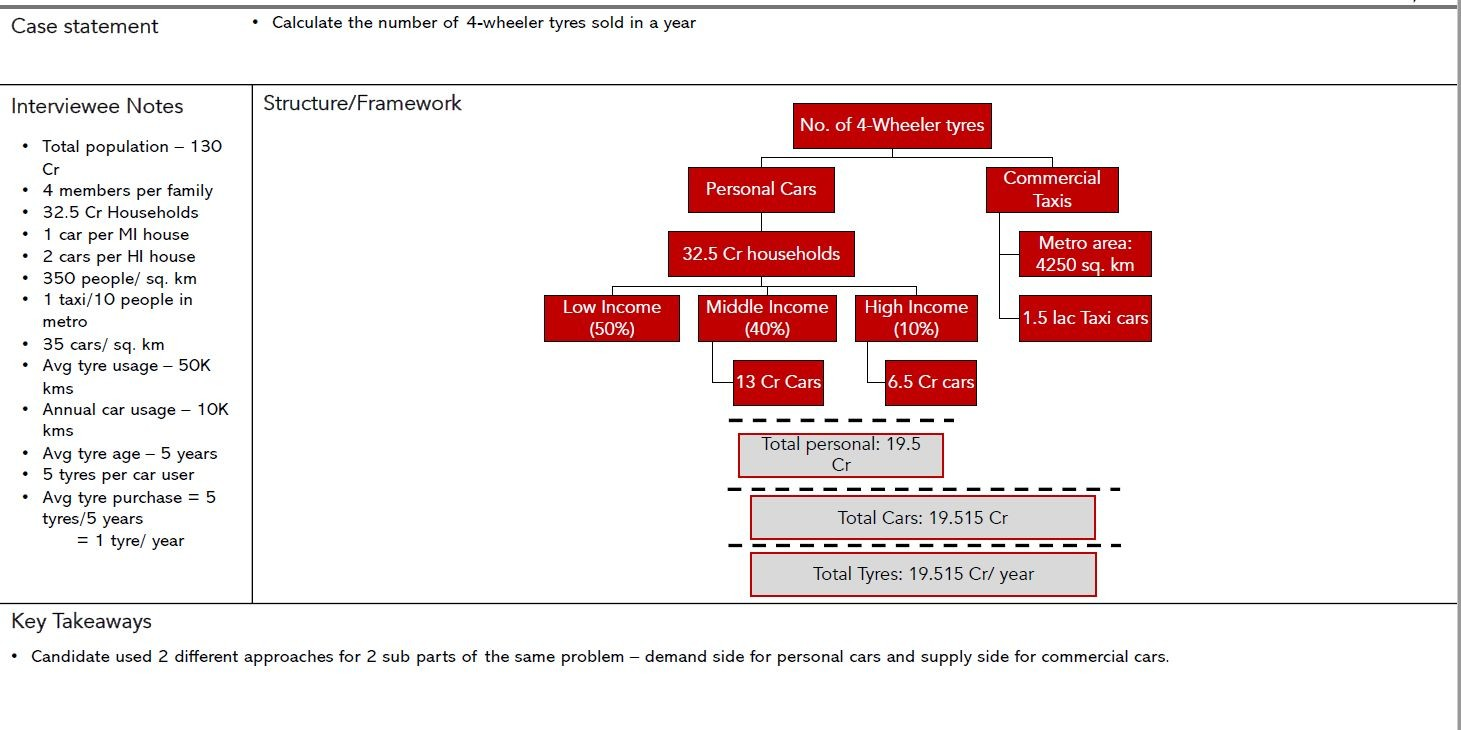 Case statement
• Calculate the number of 4-wheeler tyres sold in a year
Interviewee Notes
• Total population – 130
Cr
• 4 members per family
• 32.5 Cr Households
• 1 car per MI house
• 2 cars per HI house
• 350 people/ sq. km
• 1 taxi/10 people in
metro
• 35 cars/ sq. km
• Avg tyre usage – 50K
kms
• Annual car usage – 10K
kms
• Avg tyre age – 5 years
• 5 tyres per car user
• Avg tyre purchase = 5
tyres/5 years
= 1 tyre/ year
Structure/Framework
No. of 4-Wheeler tyres
Personal Cars
Commercial
Taxis
32.5 Cr households
Metro area:
4250 sq. km
Low Income
(50%)
Middle Income
(40%)
High Income
(10%)
1.5 lac Taxi cars
13 Cr Cars
6.5 Cr cars
Total personal: 19.5
Cr
Total Cars: 19.515 Cr
Total Tyres: 19.515 Cr/ year
Key Takeaways
• Candidate used 2 different approaches for 2 sub parts of the same problem – demand side for personal cars and supply side for commercial cars.